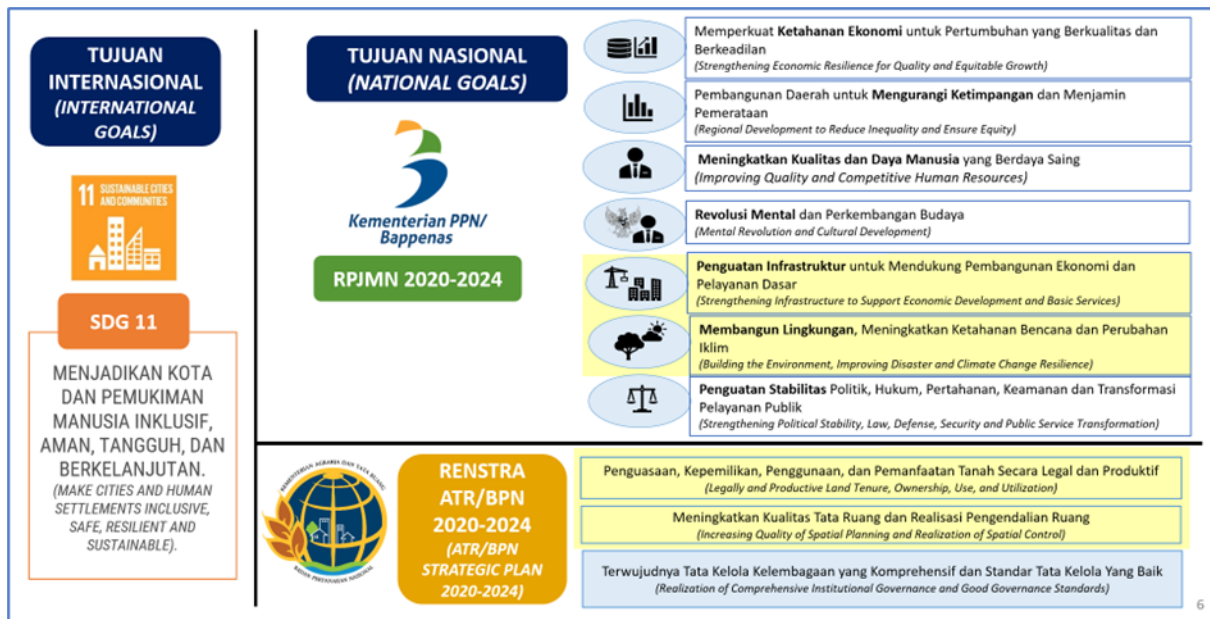 TUJUAN
INTERNASIONAL
(INTERNATIONAL
GOALS)
11 SUSTAINABLE CITIES
AND COMMUNITIES
SDG 11
MENJADIKAN KOTA
DAN PEMUKIMAN
MANUSIA INKLUSIF,
AMAN, TANGGUH, DAN
BERKELANJUTAN.
(MAKE CITIES AND HUMAN
SETTLEMENTS INCLUSIVE,
SAFE, RESILIENT AND
SUSTAINABLE).
TUJUAN NASIONAL
(NATIONAL GOALS)
Kementerian PPN/
Bappenas
RPJMN 2020-2024
Memperkuat Ketahanan Ekonomi untuk Pertumbuhan yang Berkualitas dan
Berkeadilan
(Strengthening Economic Resilience for Quality and Equitable Growth)
Pembangunan Daerah untuk Mengurangi Ketimpangan dan Menjamin
Pemerataan
(Regional Development to Reduce Inequality and Ensure Equity)
Meningkatkan Kualitas dan Daya Manusia yang Berdaya Saing
(Improving Quality and Competitive Human Resources)
Revolusi Mental dan Perkembangan Budaya
(Mental Revolution and Cultural Development)
Penguatan Infrastruktur untuk Mendukung Pembangunan Ekonomi dan
Pelayanan Dasar
(Strengthening Infrastructure to Support Economic Development and Basic Services)
Membangun Lingkungan, Meningkatkan Ketahanan Bencana dan Perubahan
Iklim
(Building the Environment, Improving Disaster and Climate Change Resilience)
Penguatan Stabilitas Politik, Hukum, Pertahanan, Keamanan dan Transformasi
Pelayanan Publik
(Strengthening Political Stability, Law, Defense, Security and Public Service Transformation)
KEMENTERIAN AGRARIA DAN TATA RUANG
BADAN PERTANAHAN NASIONAL
RENSTRA
ATR/BPN
2020-2024
(ATR/BPN
STRATEGIC PLAN
2020-2024)
Penguasaan, Kepemilikan, Penggunaan, dan Pemanfaatan Tanah Secara Legal dan Produktif
(Legally and Productive Land Tenure, Ownership, Use, and Utilization)
Meningkatkan Kualitas Tata Ruang dan Realisasi Pengendalian Ruang
(Increasing Quality of Spatial Planning and Realization of Spatial Control)
Terwujudnya Tata Kelola Kelembagaan yang Komprehensif dan Standar Tata Kelola Yang Baik
(Realization of Comprehensive Institutional Governance and Good Governance Standards)
6